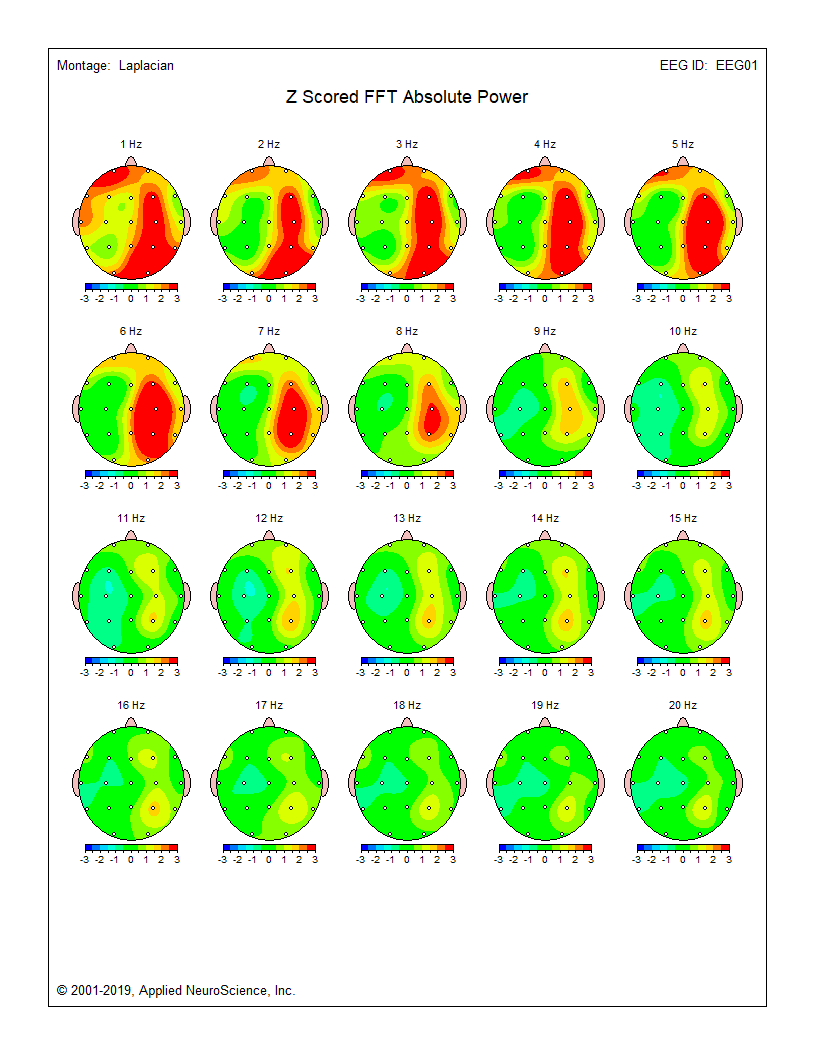 Montage: Laplacian EEG ID: EEG01
Z Scored FFT Absolute Power
1 Hz 2 Hz 3 Hz 4 Hz 5 Hz
-3 -2 -1 0 1 2 3 -3 -2 -1 0 1 2 3 -3 -2 -1 0 1 2 3 -3 -2 -1 0 1 2 3 -3 -2 -1 0 1 2 3
6 Hz 7 Hz 8 Hz 9 Hz 10 Hz
-3 -2 -1 0 1 2 3 -3 -2 -1 0 1 2 3 -3 -2 -1 0 1 2 3 -3 -2 -1 0 1 2 3 -3 -2 -1 0 1 2 3
11 Hz 12 Hz 13 Hz 14 Hz 15 Hz
-3 -2 -1 0 1 2 3 -3 -2 -1 0 1 2 3 -3 -2 -1 0 1 2 3 -3 -2 -1 0 1 2 3 -3 -2 -1 0 1 2 3
16 Hz 17 Hz 18 Hz 19 Hz 20 Hz
-3 -2 -1 0 1 2 3 -3 -2 -1 0 1 2 3 -3 -2 -1 0 1 2 3 -3 -2 -1 0 1 2 3 -3 -2 -1 0 1 2 3
© 2001-2019, Applied NeuroScience, Inc.